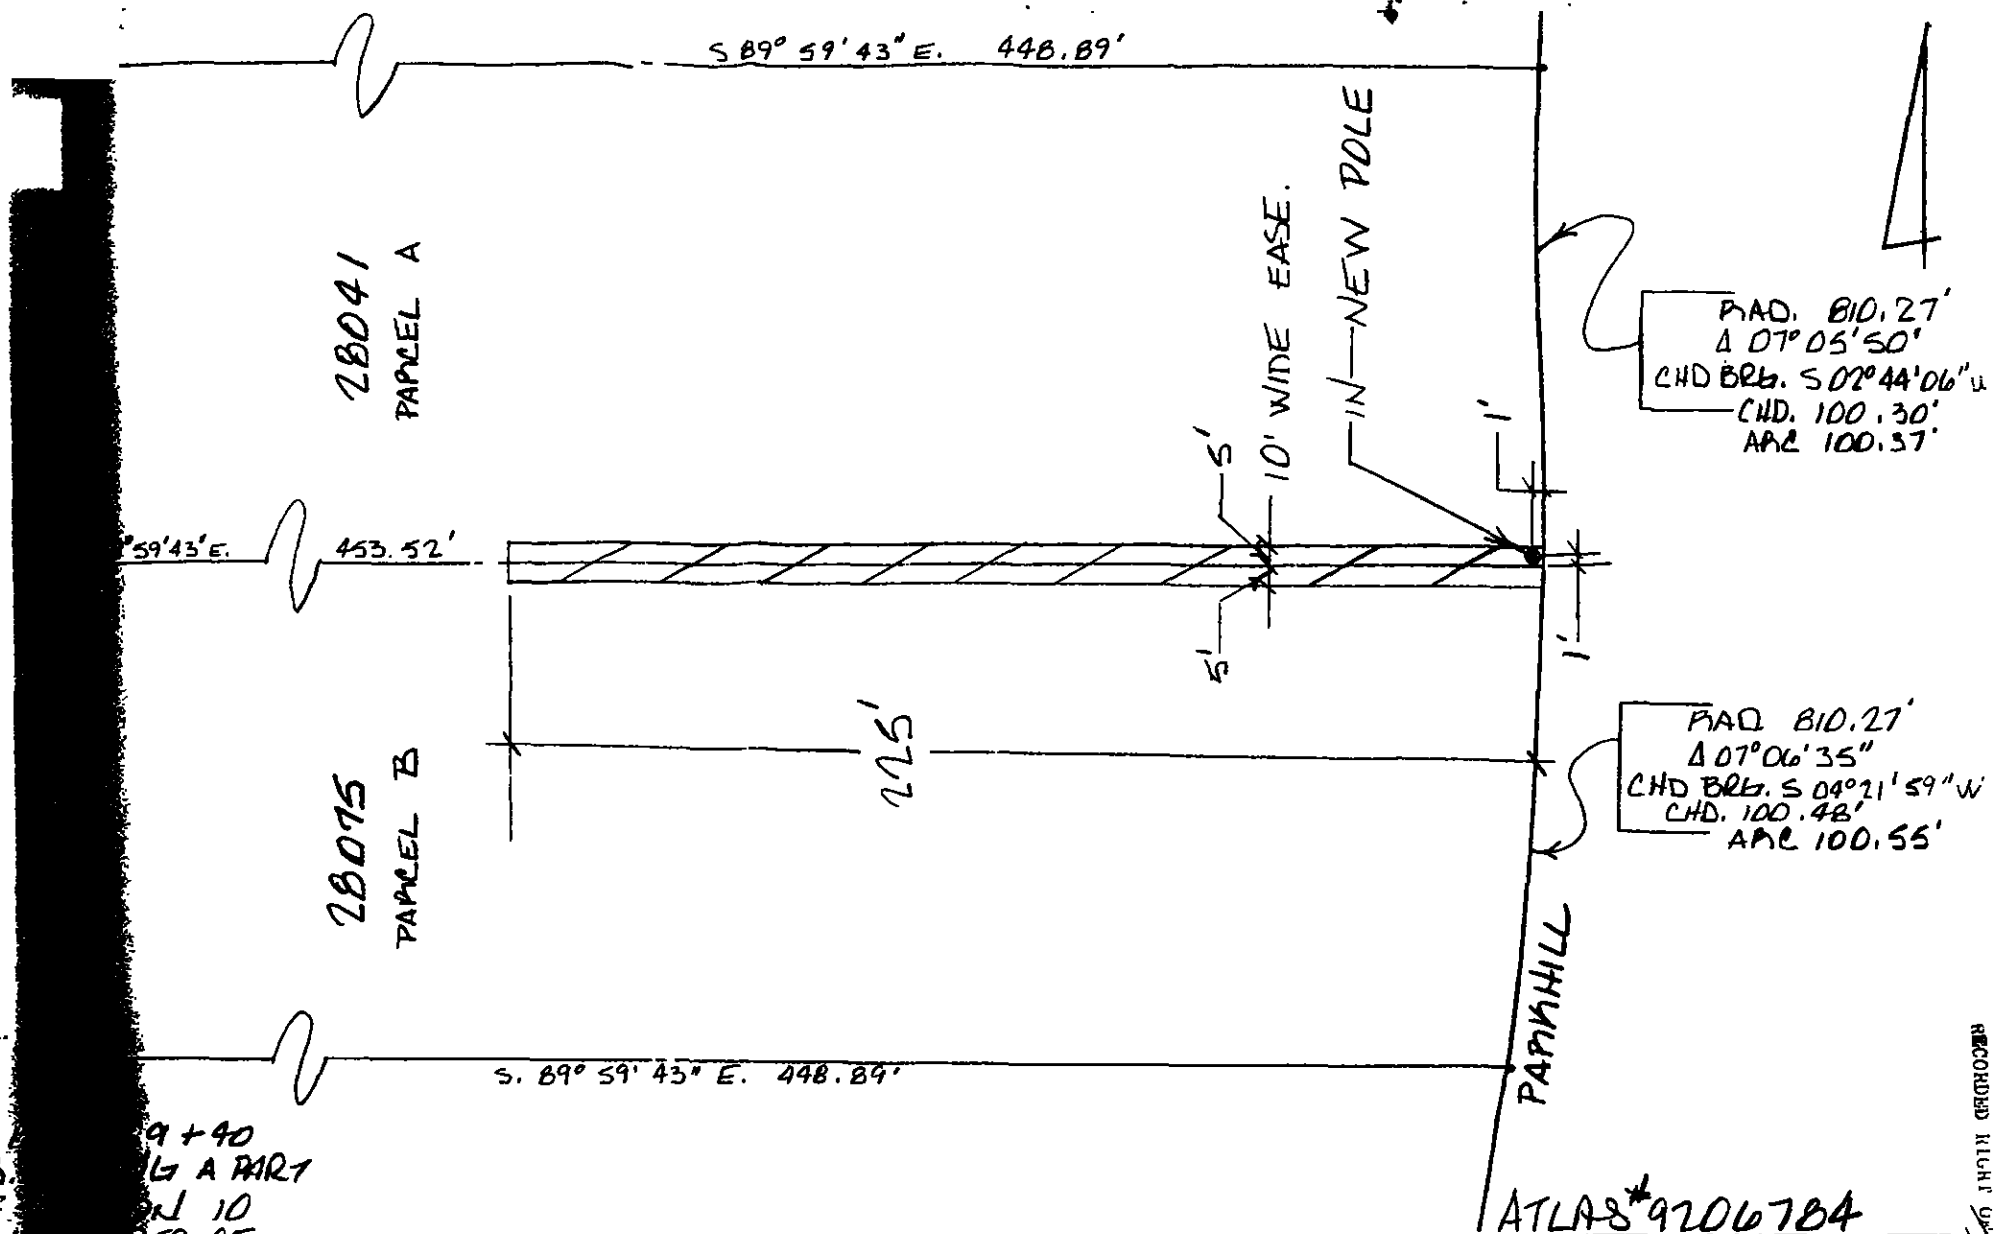 S 89° 59' 43" E. 448.89'
28041
PARCEL A
10' WIDE EASE.
IN NEW POLE
5'
1'
RAD. 810.27'
Δ 07° 05' 50'
CHD BRG. S 02° 44' 06" W
CHD. 100.30'
ARC 100.37'
°59'43" E. 453.52'
5'
1'
225'
28075
PARCEL B
RAD 810.27'
Δ 07° 06' 35"
CHD BRG. S 04° 21' 59" W
CHD. 100.48'
ARC 100.55'
PARKHILL
S. 89° 59' 43" E. 448.89'
9 + 40
G A PART
N 10
ATLAS #9206784
RECORDED RIGHT